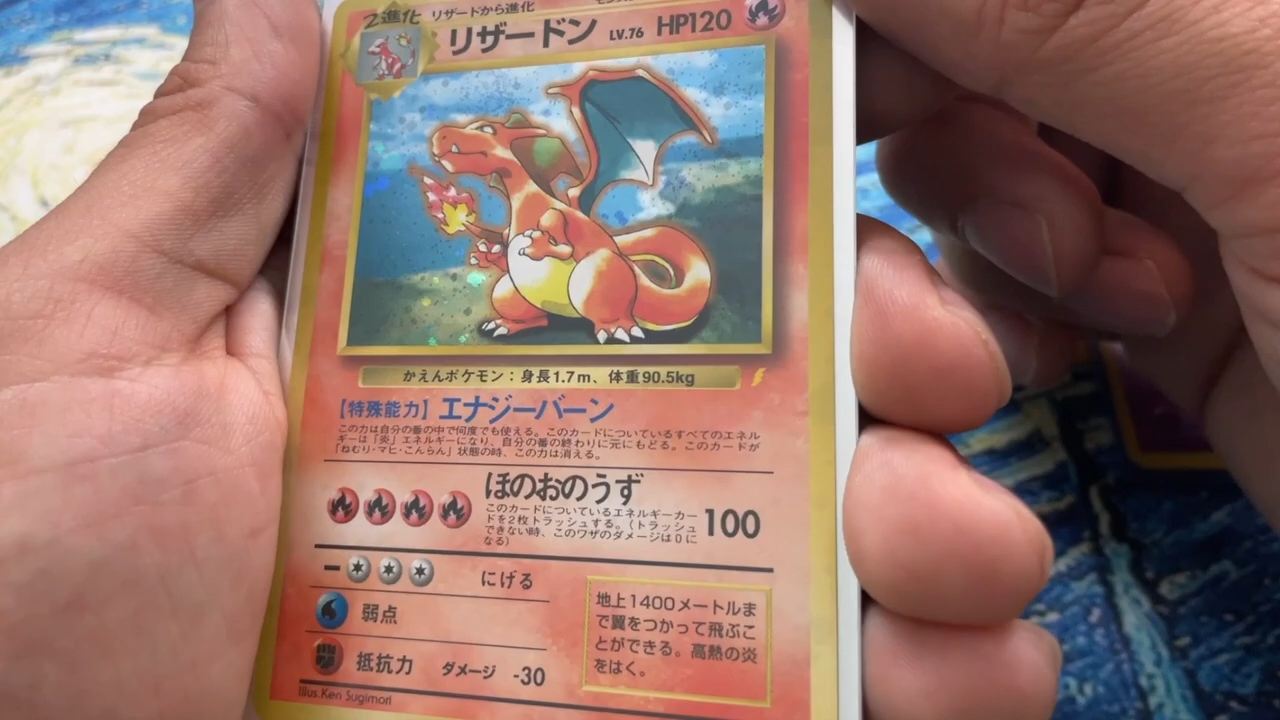 2進化 リザードから進化
リザードン LV.76 HP120
かえんポケモン：身長1.7m、体重90.5kg
【特殊能力】エナジーバーン
この力は自分の番の中で何度でも使える。このカードについているすべてのエネル
ギーは「炎」エネルギーになり、自分の番の終わりに元にもどる。このカードが
「ねむり・マヒ・こんらん」状態の時、この力は消える。
ほのおのうず
このカードについているエネルギーカー
ドを2枚トラッシュする。（トラッシュ
できない時、このワザのダメージは0に
なる）
100
にげる
弱点
抵抗力 ダメージ -30
地上1400メートルま
で翼をつかって飛ぶこ
とができる。高熱の炎
をはく。
Illus. Ken Sugimori